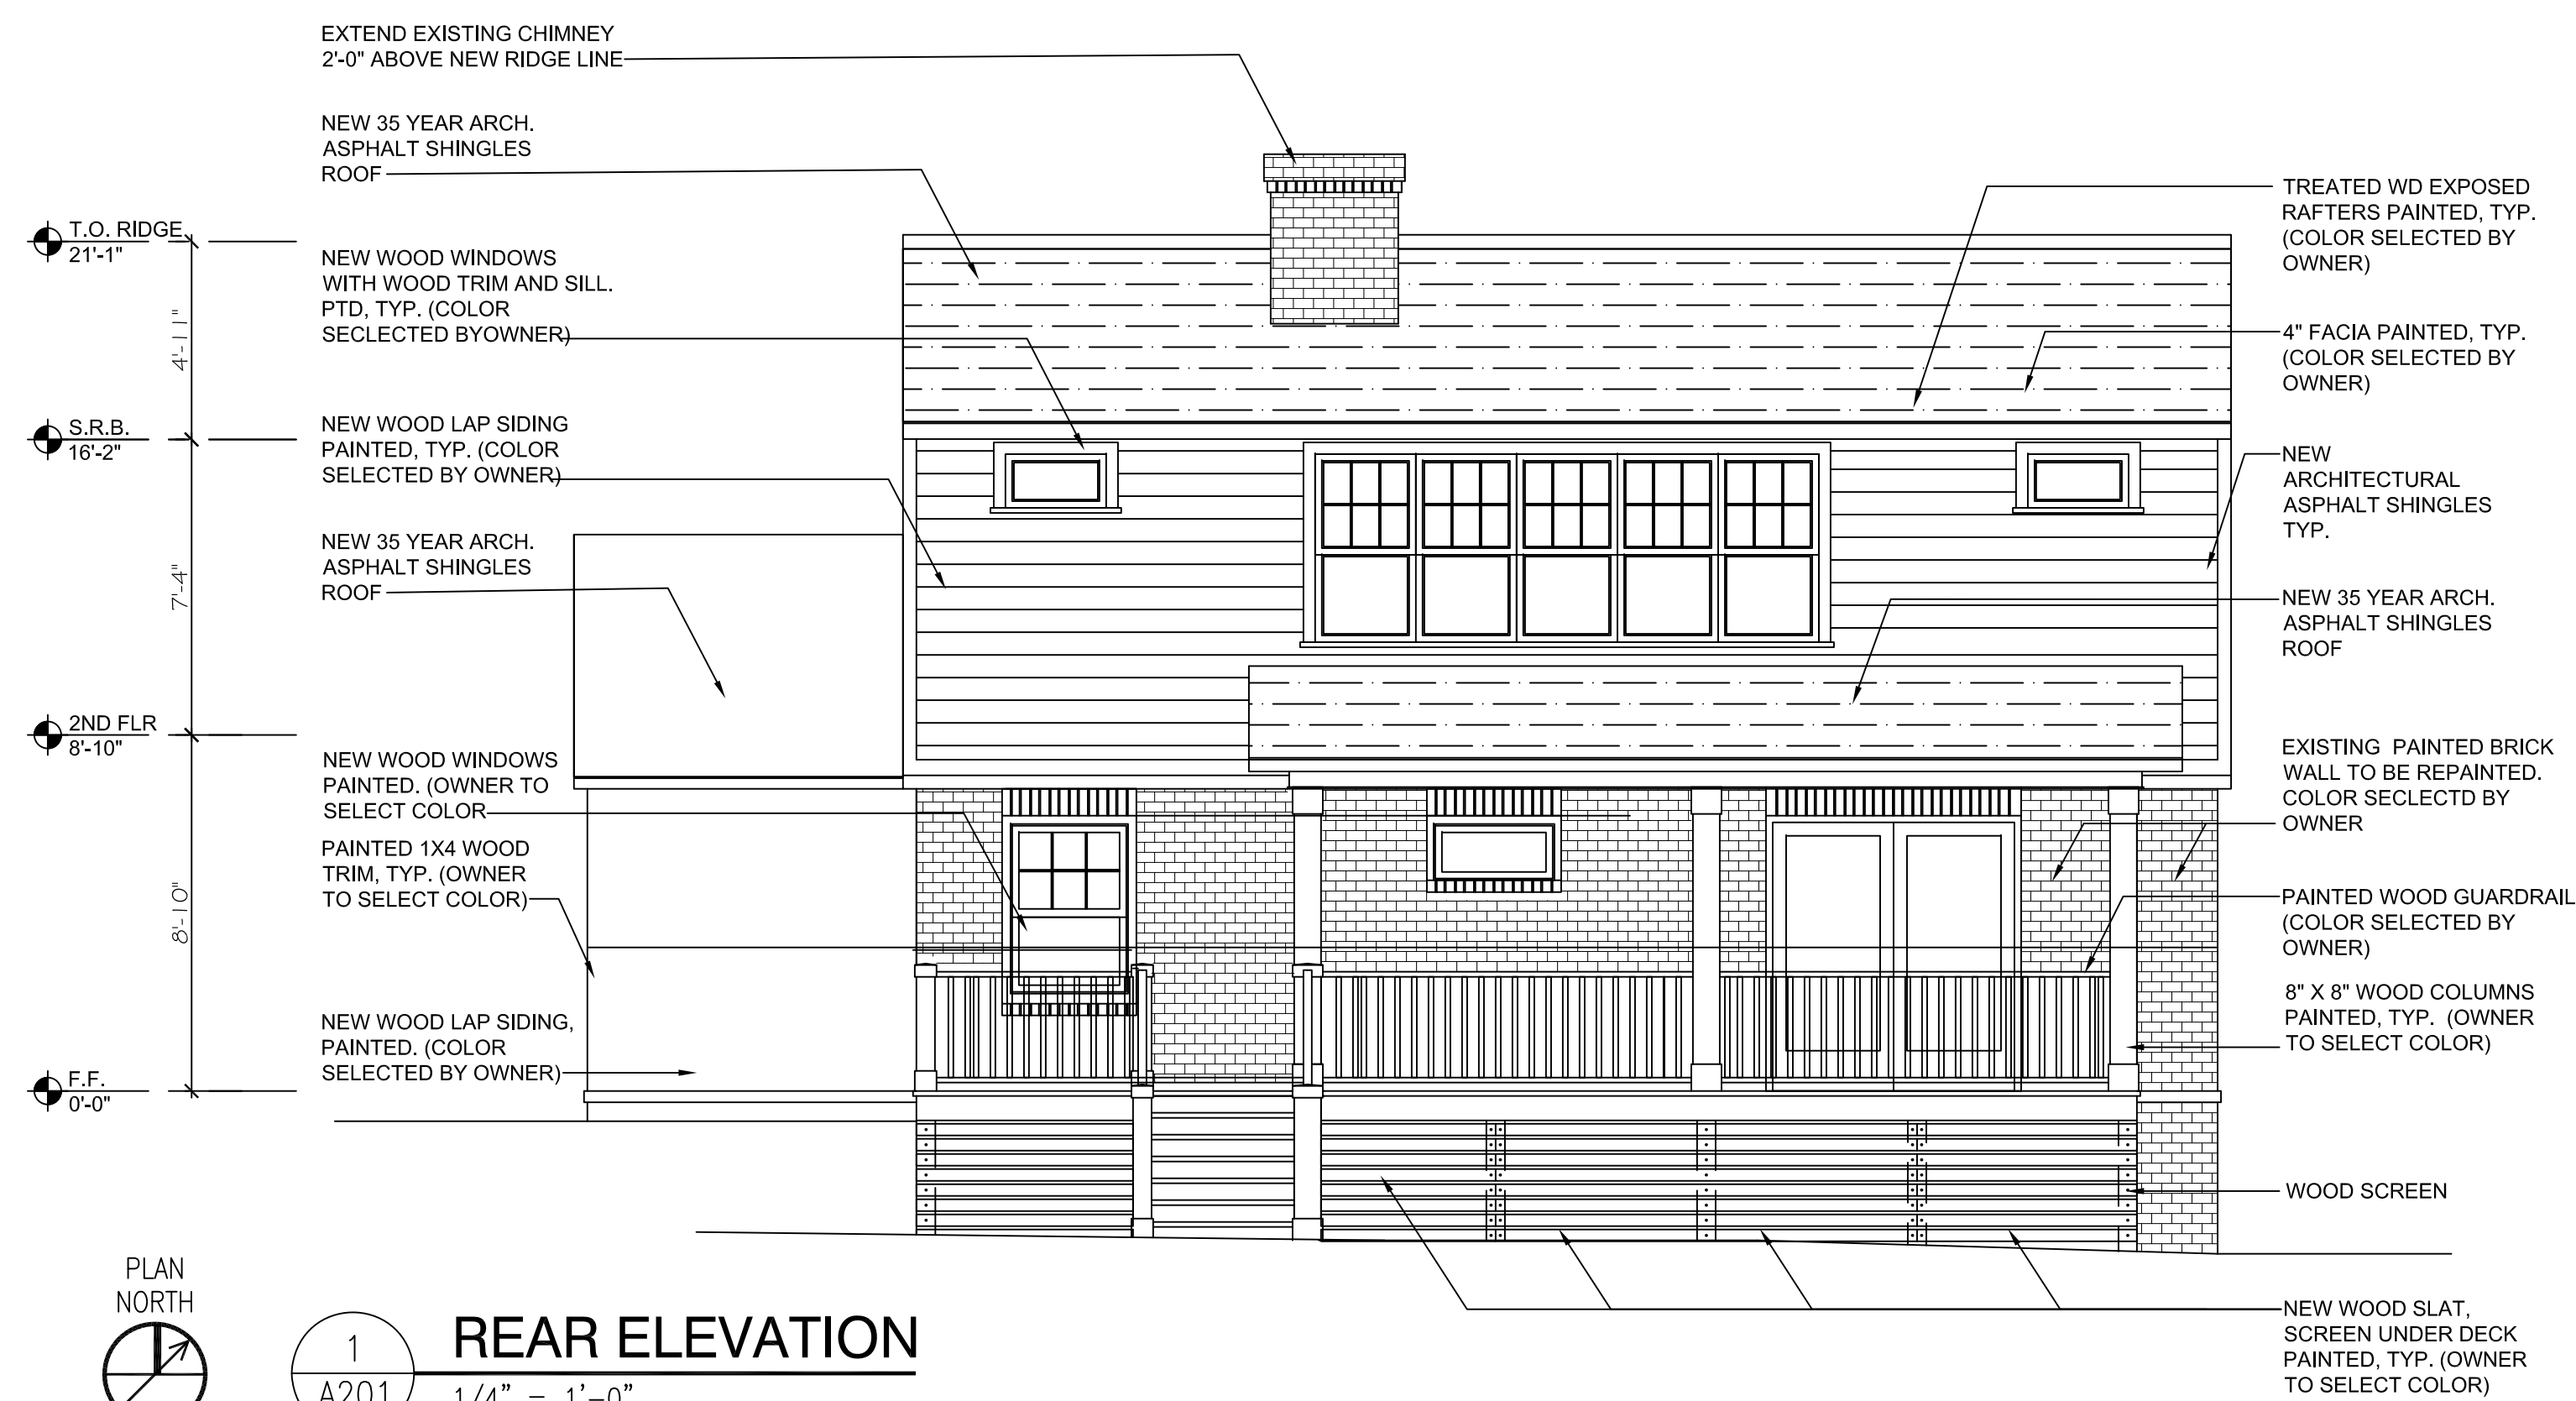 EXTEND EXISTING CHIMNEY
2'-0" ABOVE NEW RIDGE LINE
NEW 35 YEAR ARCH.
ASPHALT SHINGLES
ROOF
NEW WOOD WINDOWS
WITH WOOD TRIM AND SILL.
PTD, TYP. (COLOR
SECLECTED BYOWNER)
NEW WOOD LAP SIDING
PAINTED, TYP. (COLOR
SELECTED BY OWNER)
NEW 35 YEAR ARCH.
ASPHALT SHINGLES
ROOF
NEW WOOD WINDOWS
PAINTED. (OWNER TO
SELECT COLOR
PAINTED 1X4 WOOD
TRIM, TYP. (OWNER
TO SELECT COLOR)
NEW WOOD LAP SIDING,
PAINTED. (COLOR
SELECTED BY OWNER)
T.O. RIDGE
21'-1"
4'-11"
S.R.B.
16'-2"
7'-4"
2ND FLR
8'-10"
8'-10"
F.F.
0'-0"
TREATED WD EXPOSED
RAFTERS PAINTED, TYP.
(COLOR SELECTED BY
OWNER)
4" FACIA PAINTED, TYP.
(COLOR SELECTED BY
OWNER)
NEW
ARCHITECTURAL
ASPHALT SHINGLES
TYP.
NEW 35 YEAR ARCH.
ASPHALT SHINGLES
ROOF
EXISTING PAINTED BRICK
WALL TO BE REPAINTED.
COLOR SECLECTD BY
OWNER
PAINTED WOOD GUARDRAIL
(COLOR SELECTED BY
OWNER)
8" X 8" WOOD COLUMNS
PAINTED, TYP. (OWNER
TO SELECT COLOR)
WOOD SCREEN
NEW WOOD SLAT,
SCREEN UNDER DECK
PAINTED, TYP. (OWNER
TO SELECT COLOR)
PLAN
NORTH
1
A201
REAR ELEVATION
1/4" = 1'-0"